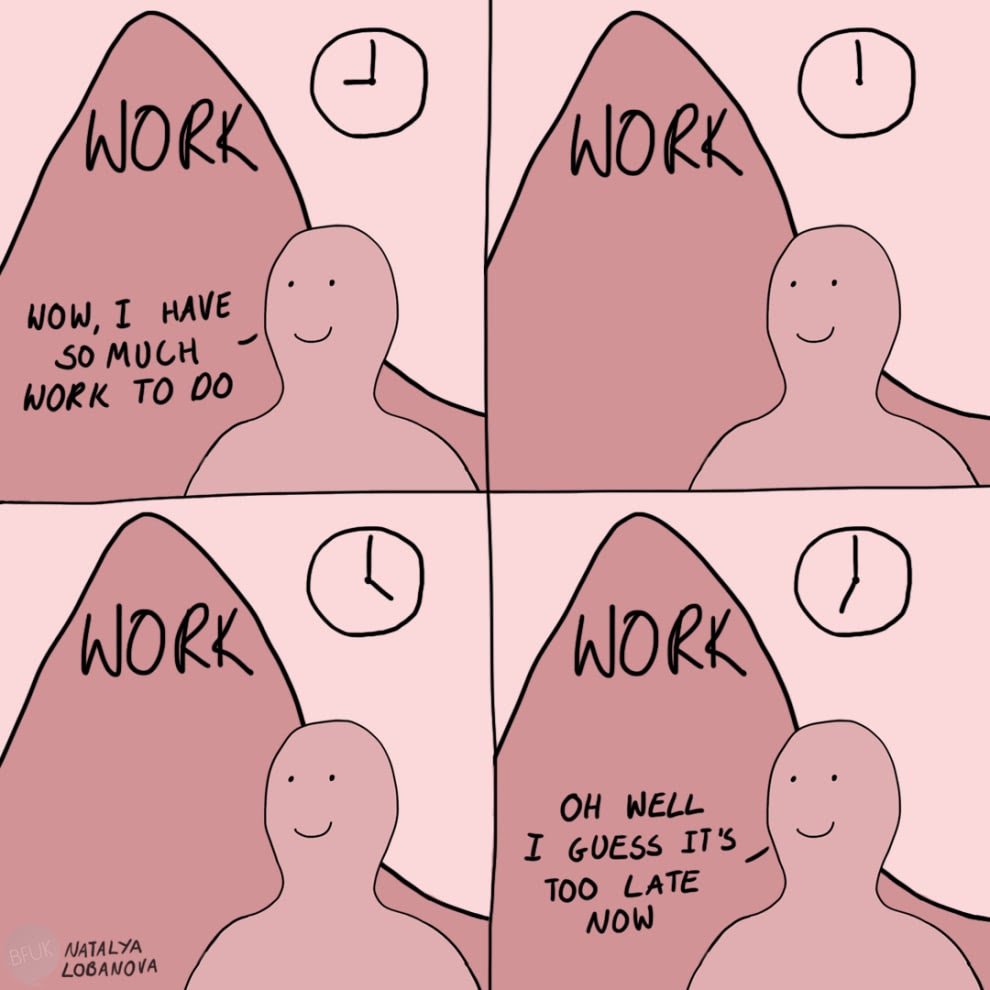 WORK
WOW, I HAVE
SO MUCH
WORK TO DO
WORK
WORK
BFUK
NATALYA
LOBANOVA
WORK
OH WELL
I GUESS IT'S
TOO LATE
NOW